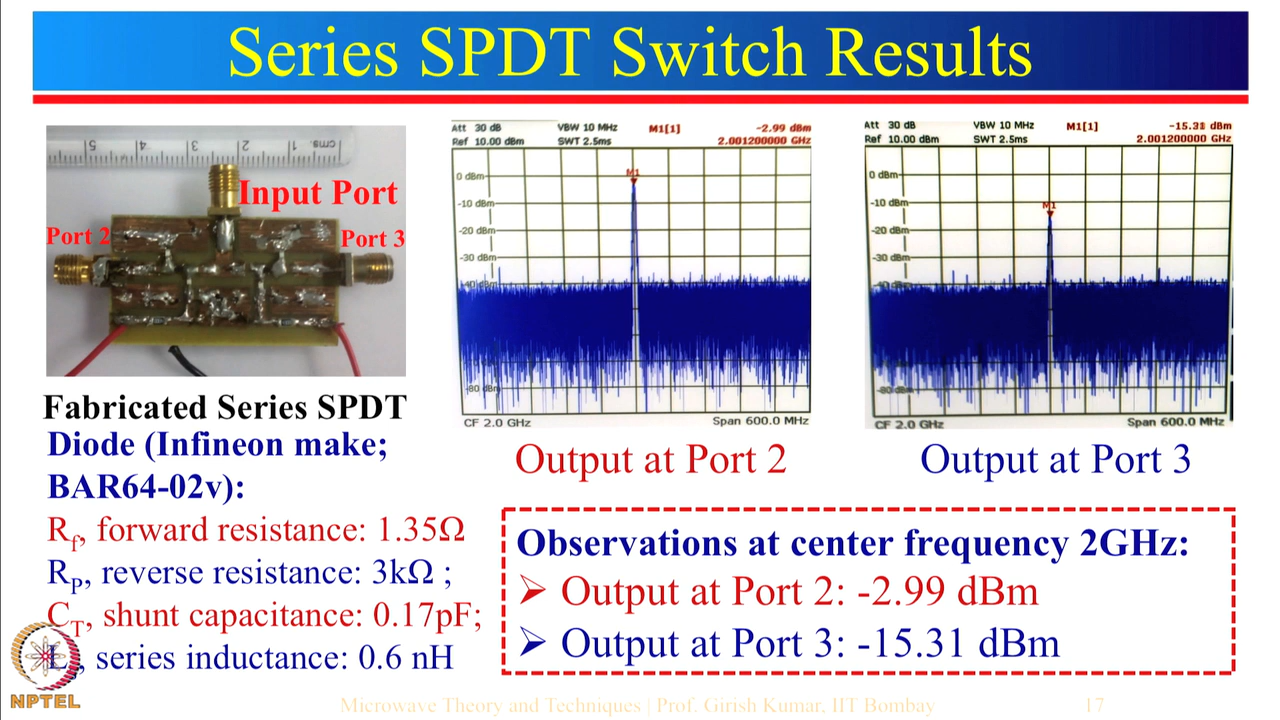 Series SPDT Switch Results
5 4 3 2 1 cms
Input Port
Port 2
Port 3
Fabricated Series SPDT
Diode (Infineon make;
BAR64-02v):
Rf, forward resistance: 1.35Ω
RP, reverse resistance: 3kΩ ;
CT, shunt capacitance: 0.17pF;
, series inductance: 0.6 nH
Att 30 dB VBW 10 MHz M1[1] -2.99 dBm
Ref 10.00 dBm SWT 2.5ms 2.001200000 GHz
M1
0 dBm
-10 dBm
-20 dBm
-30 dBm
-40 dBm
-80 dBm
CF 2.0 GHz Span 600.0 MHz
Output at Port 2
Att 30 dB VBW 10 MHz M1[1] -15.31 dBm
Ref 10.00 dBm SWT 2.5ms 2.001200000 GHz
0 dBm
M1
-10 dBm
-20 dBm
-30 dBm
CF 2.0 GHz Span 600.0 MHz
Output at Port 3
Observations at center frequency 2GHz:
➢ Output at Port 2: -2.99 dBm
➢ Output at Port 3: -15.31 dBm
NPTEL
Microwave Theory and Techniques | Prof. Girish Kumar, IIT Bombay
17